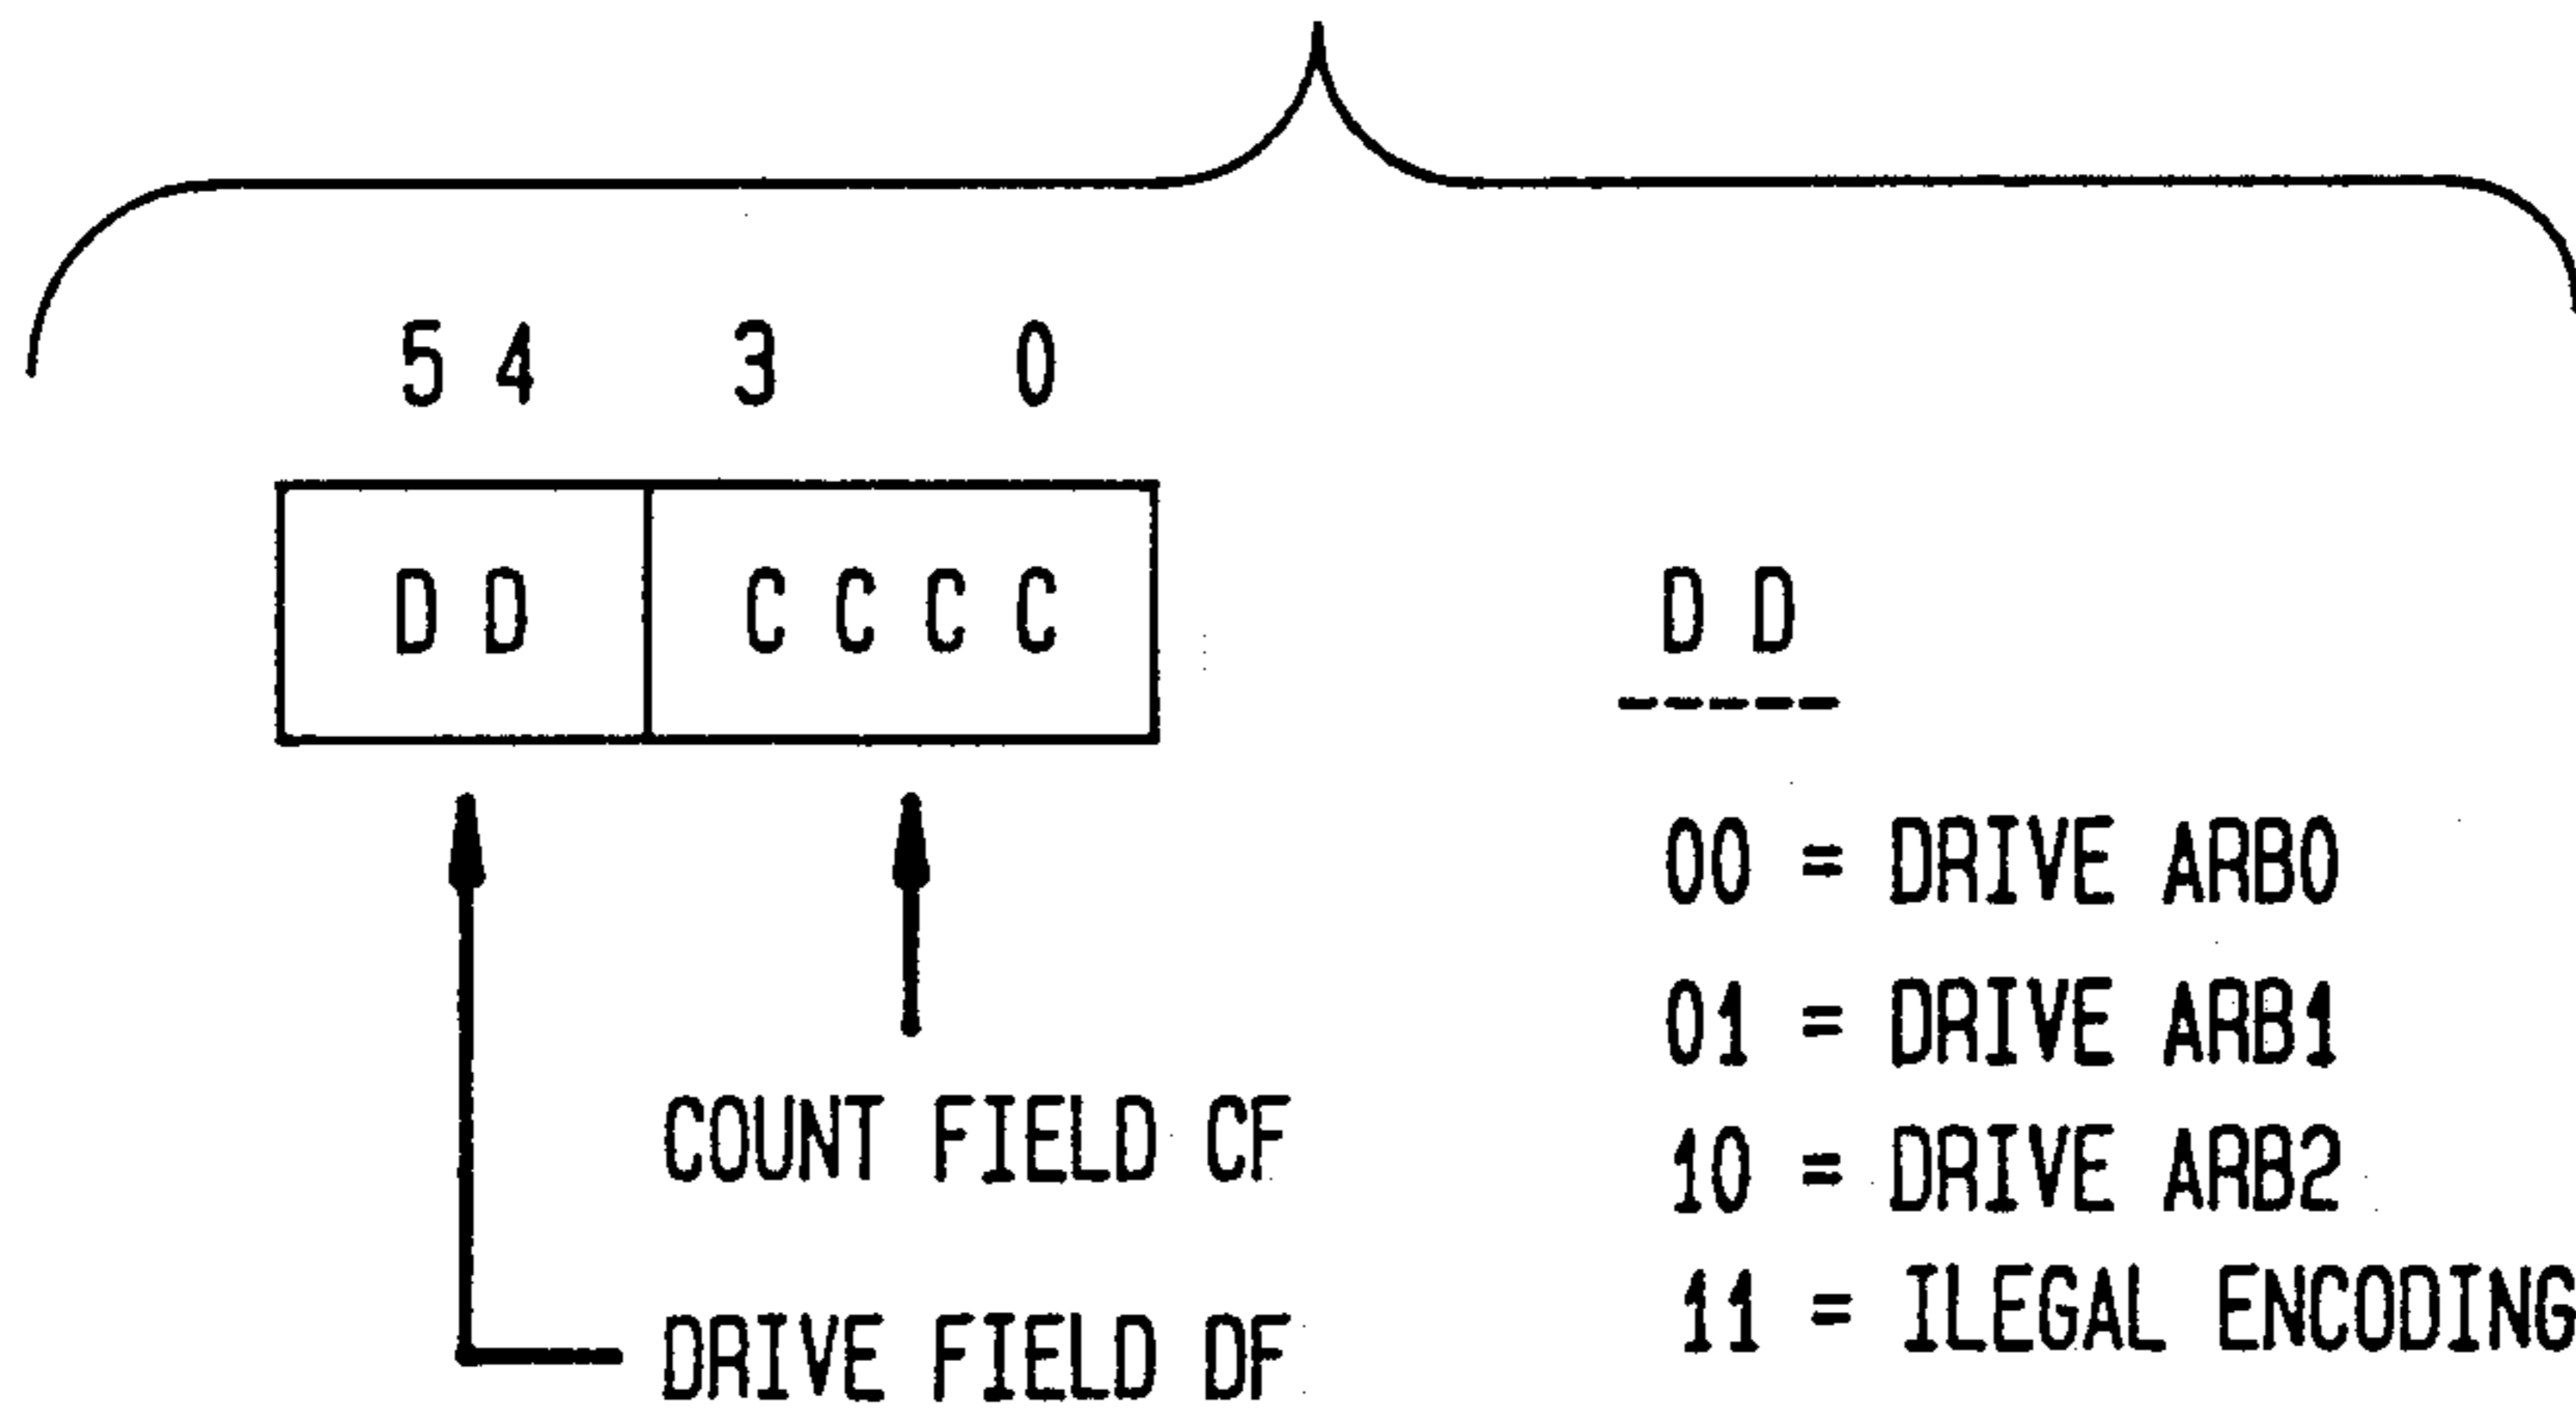 5 4 3 0
D D C C C C
D D
-----
00 = DRIVE ARB0
01 = DRIVE ARB1
10 = DRIVE ARB2
11 = ILEGAL ENCODING
COUNT FIELD CF
DRIVE FIELD DF